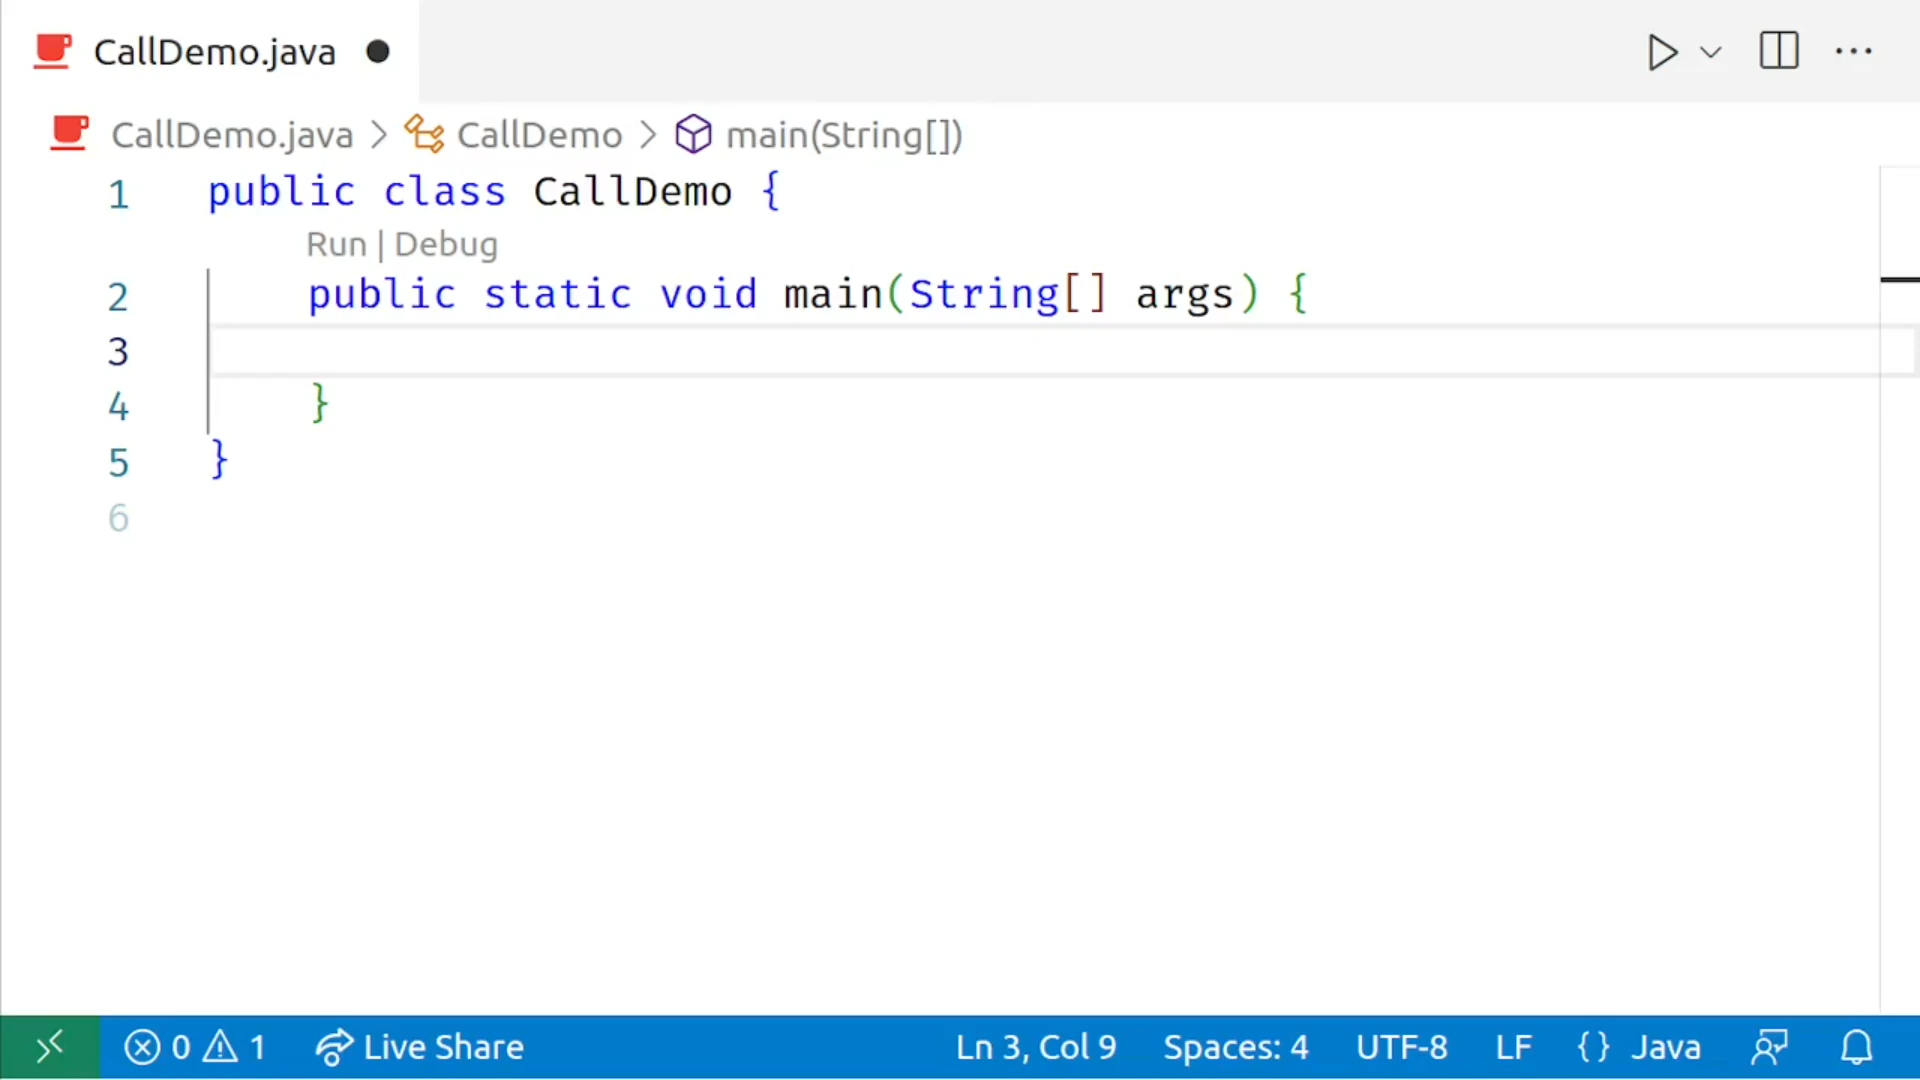 CallDemo.java
CallDemo.java CallDemo main(String[])
1 public class CallDemo {
Run | Debug
2 public static void main(String[] args) {
3
4 }
5 }
6
0 1 Live Share Ln 3, Col 9 Spaces: 4 UTF-8 LF {} Java